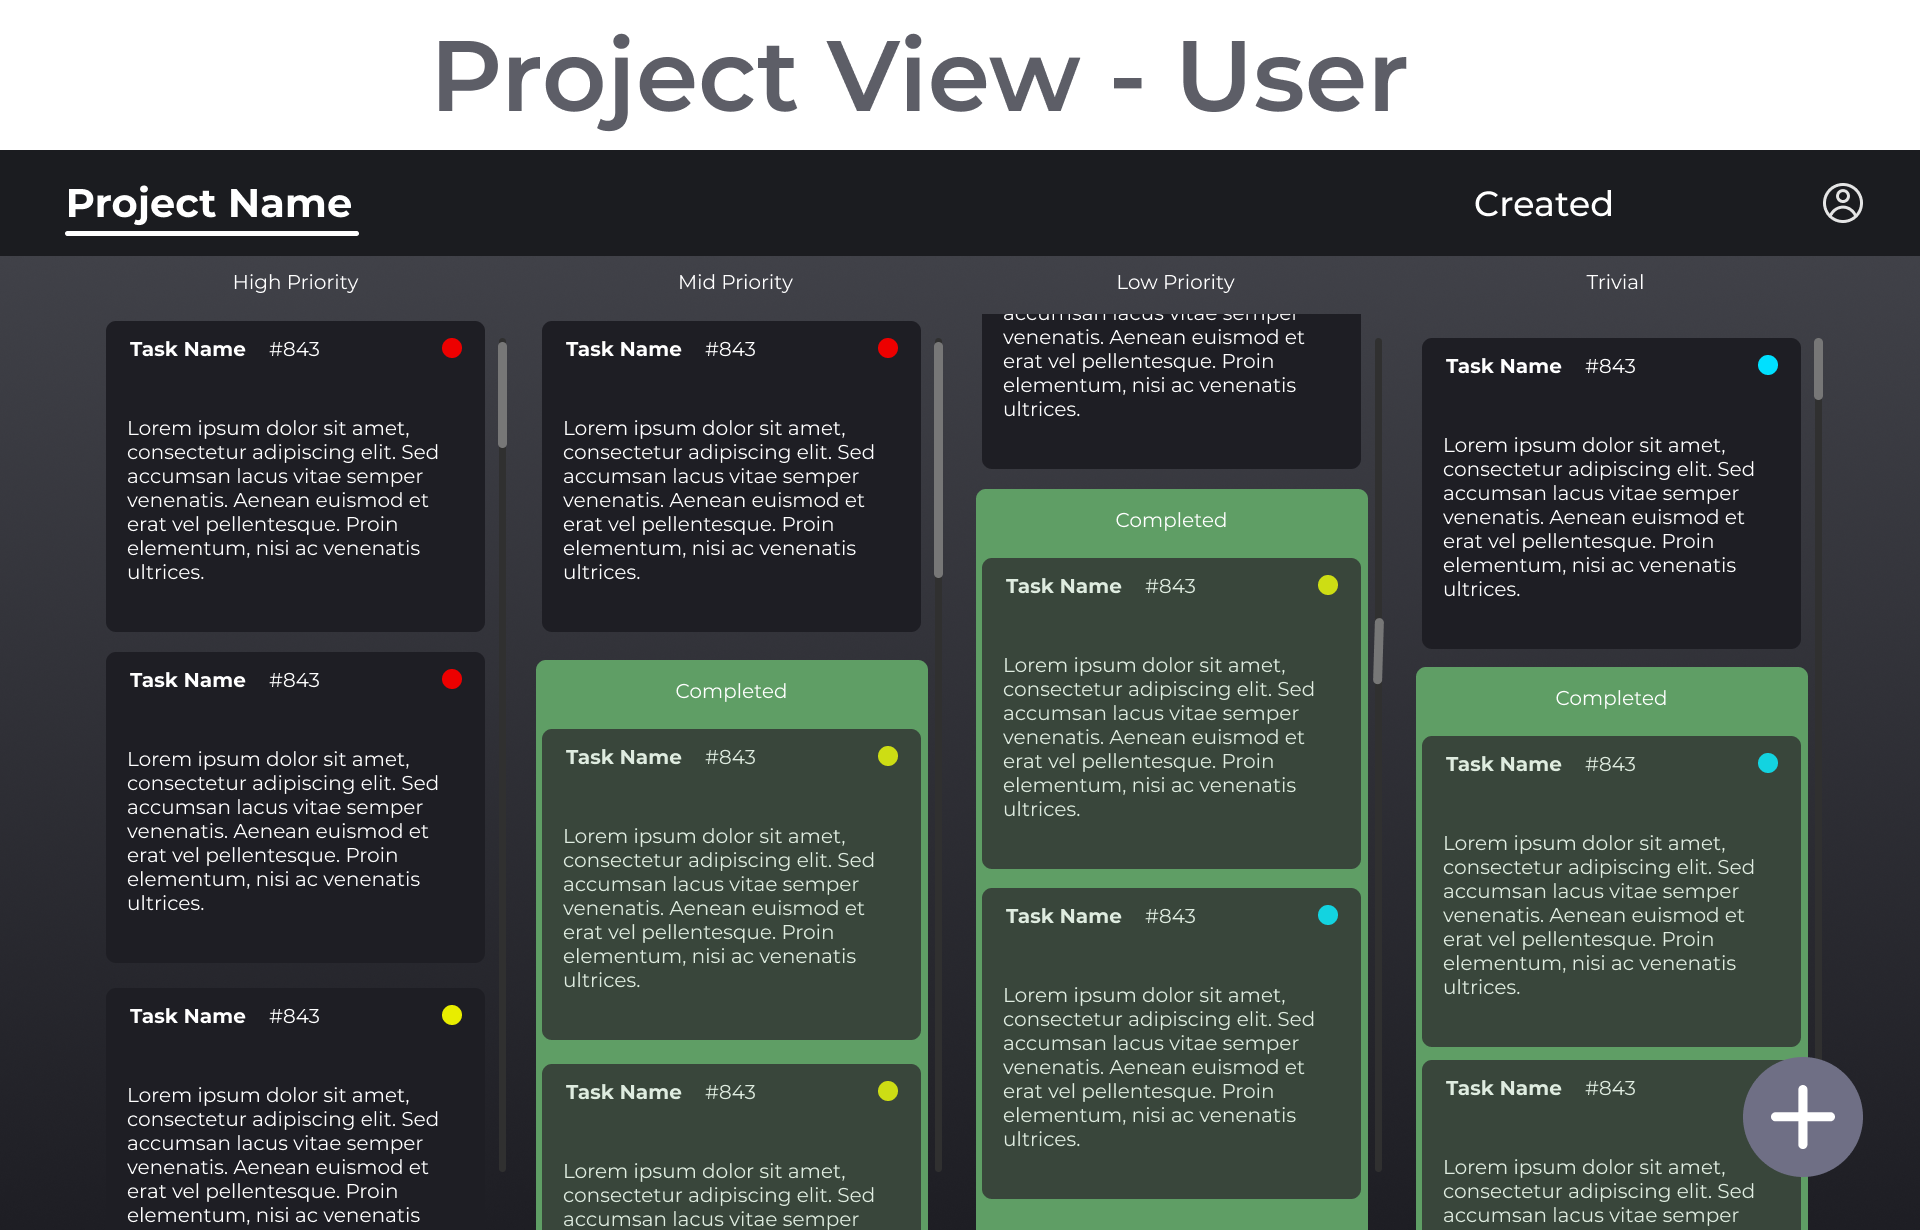 Project View - User
Project Name
Created
High Priority
Task Name #843
Lorem ipsum dolor sit amet,
consectetur adipiscing elit. Sed
accumsan lacus vitae semper
venenatis. Aenean euismod et
erat vel pellentesque. Proin
elementum, nisi ac venenatis
ultrices.
Task Name #843
Lorem ipsum dolor sit amet,
consectetur adipiscing elit. Sed
accumsan lacus vitae semper
venenatis. Aenean euismod et
erat vel pellentesque. Proin
elementum, nisi ac venenatis
ultrices.
Task Name #843
Lorem ipsum dolor sit amet,
consectetur adipiscing elit. Sed
accumsan lacus vitae semper
venenatis. Aenean euismod et
erat vel pellentesque. Proin
elementum, nisi ac venenatis
Mid Priority
Task Name #843
Lorem ipsum dolor sit amet,
consectetur adipiscing elit. Sed
accumsan lacus vitae semper
venenatis. Aenean euismod et
erat vel pellentesque. Proin
elementum, nisi ac venenatis
ultrices.
Completed
Task Name #843
Lorem ipsum dolor sit amet,
consectetur adipiscing elit. Sed
accumsan lacus vitae semper
venenatis. Aenean euismod et
erat vel pellentesque. Proin
elementum, nisi ac venenatis
ultrices.
Task Name #843
Lorem ipsum dolor sit amet,
consectetur adipiscing elit. Sed
accumsan lacus vitae semper
Low Priority
accumsan lacus vitae semper
venenatis. Aenean euismod et
erat vel pellentesque. Proin
elementum, nisi ac venenatis
ultrices.
Completed
Task Name #843
Lorem ipsum dolor sit amet,
consectetur adipiscing elit. Sed
accumsan lacus vitae semper
venenatis. Aenean euismod et
erat vel pellentesque. Proin
elementum, nisi ac venenatis
ultrices.
Task Name #843
Lorem ipsum dolor sit amet,
consectetur adipiscing elit. Sed
accumsan lacus vitae semper
venenatis. Aenean euismod et
erat vel pellentesque. Proin
elementum, nisi ac venenatis
ultrices.
Trivial
Task Name #843
Lorem ipsum dolor sit amet,
consectetur adipiscing elit. Sed
accumsan lacus vitae semper
venenatis. Aenean euismod et
erat vel pellentesque. Proin
elementum, nisi ac venenatis
ultrices.
Completed
Task Name #843
Lorem ipsum dolor sit amet,
consectetur adipiscing elit. Sed
accumsan lacus vitae semper
venenatis. Aenean euismod et
erat vel pellentesque. Proin
elementum, nisi ac venenatis
ultrices.
Task Name #843
Lorem ipsum dolor sit amet,
consectetur adipiscing elit. Sed
accumsan lacus vitae semper